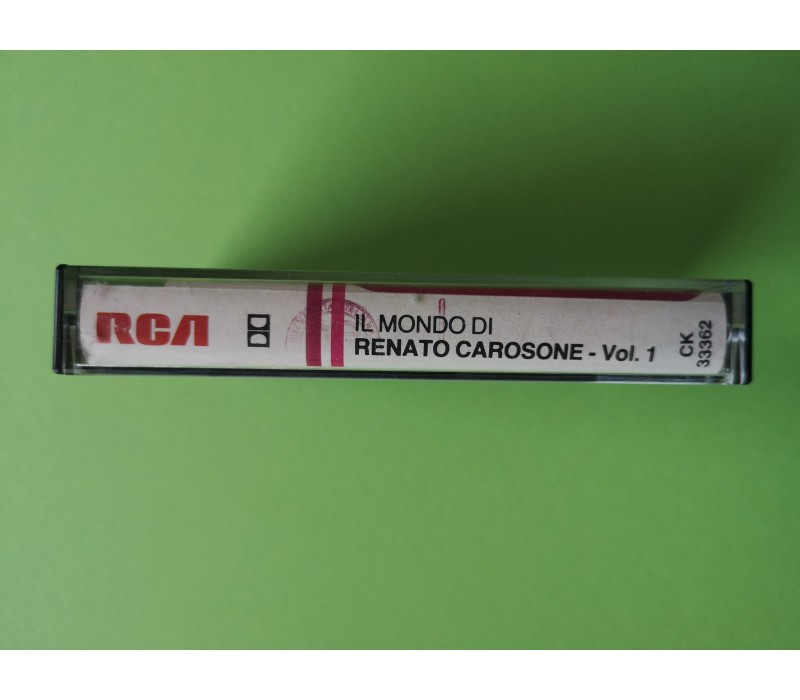 RCA
IL MONDO DI
RENATO CAROSONE - Vol. 1
CK
33362